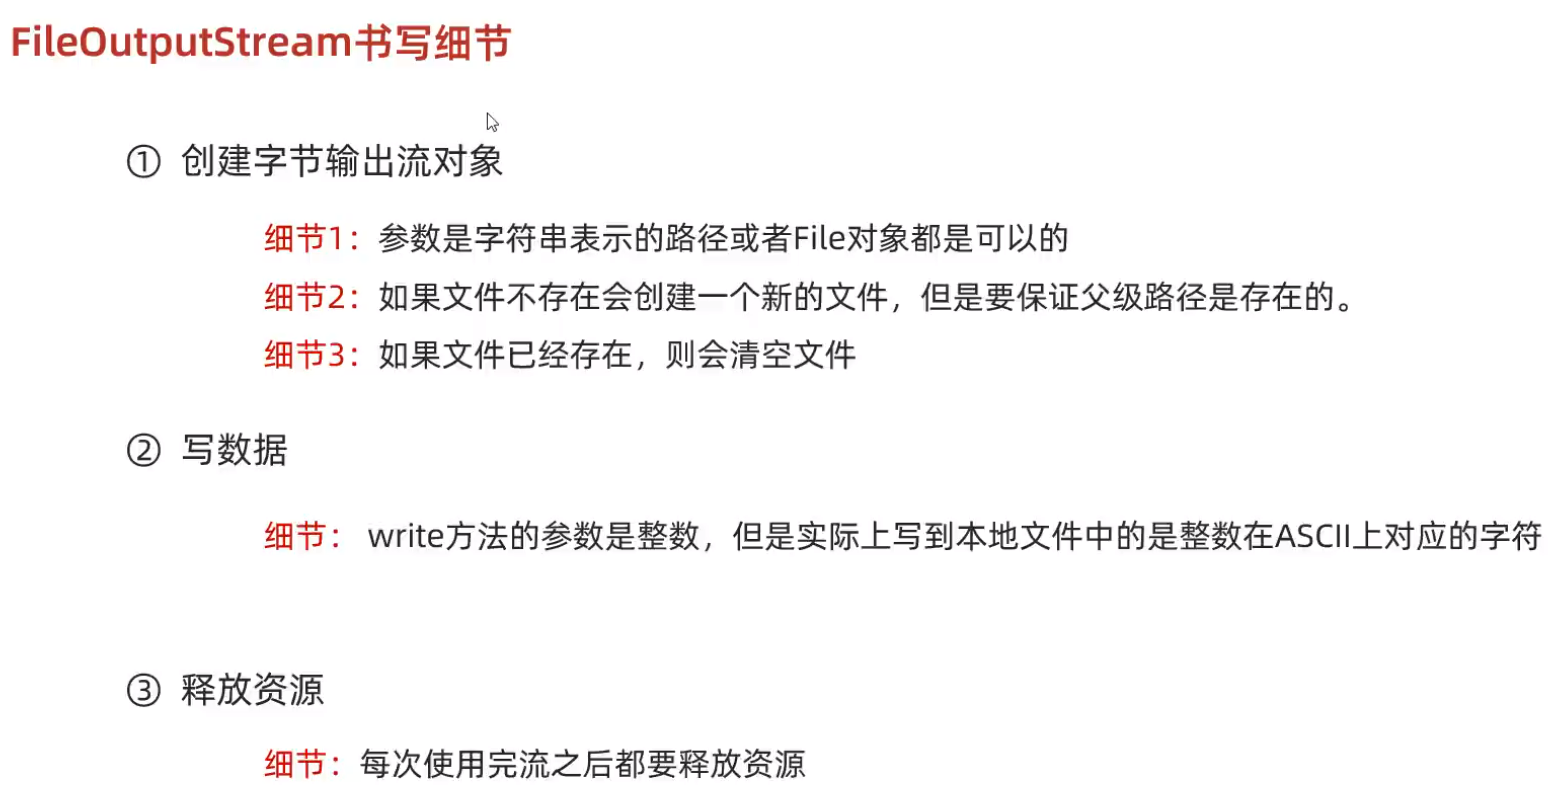 FileOutputStream书写细节
① 创建字节输出流对象
细节1：参数是字符串表示的路径或者File对象都是可以的
细节2：如果文件不存在会创建一个新的文件，但是要保证父级路径是存在的。
细节3：如果文件已经存在，则会清空文件
② 写数据
细节： write方法的参数是整数，但是实际上写到本地文件中的是整数在ASCII上对应的字符
③ 释放资源
细节：每次使用完流之后都要释放资源